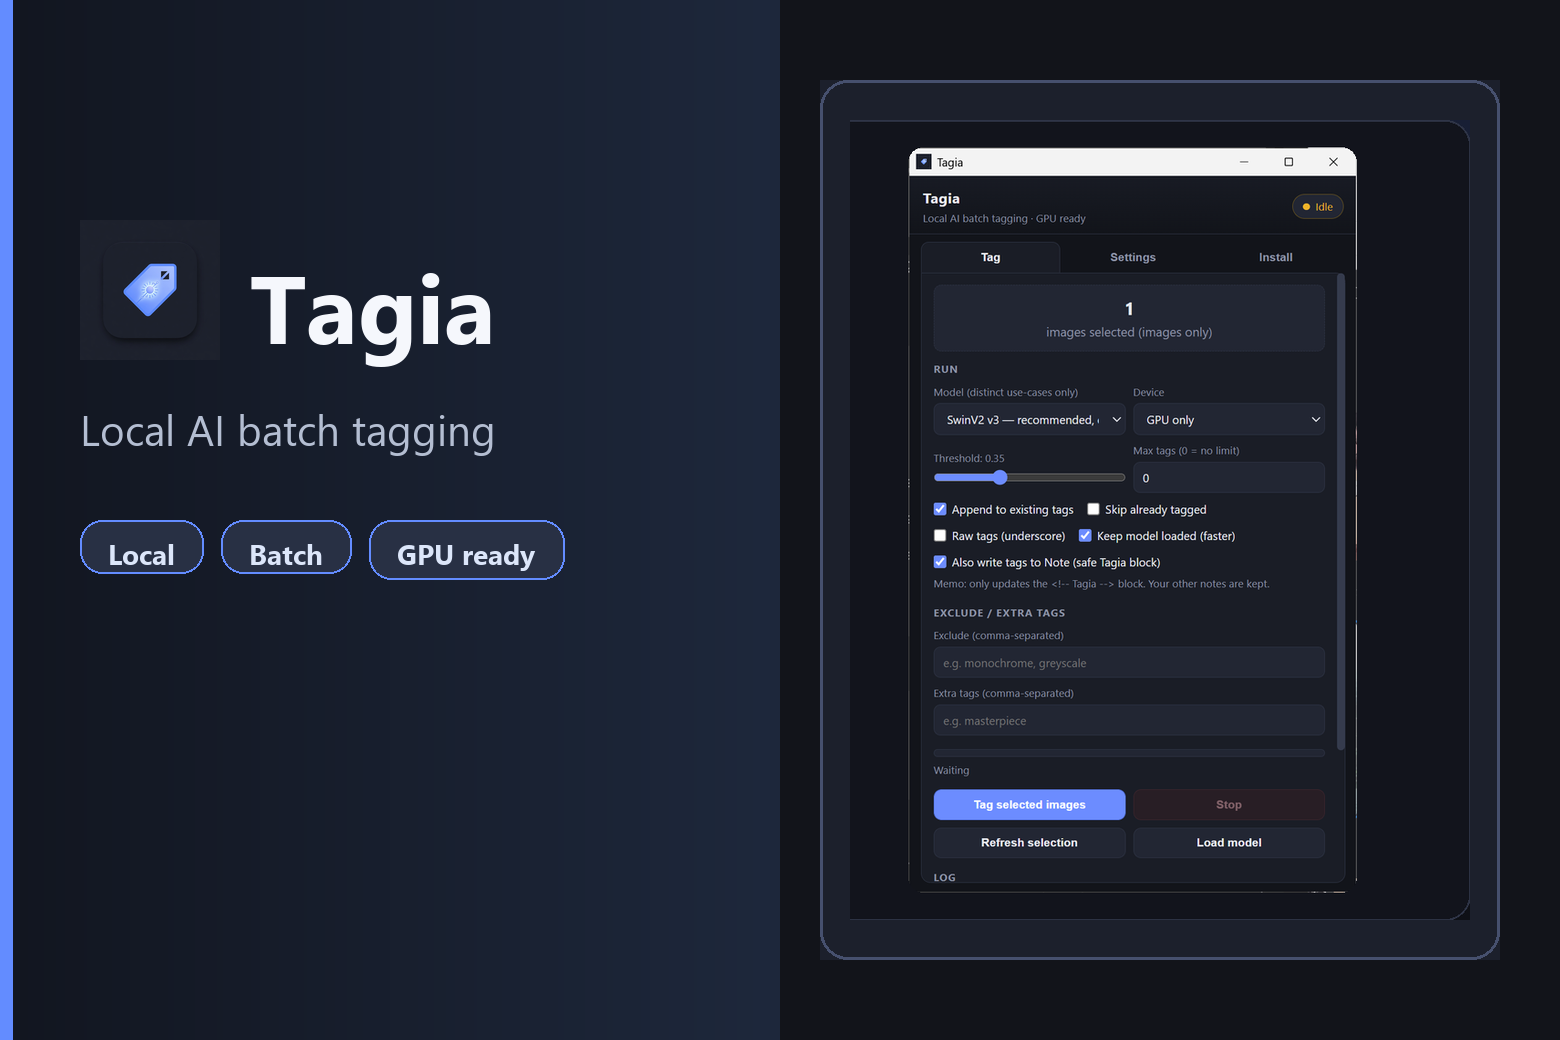 Tagia
Local AI batch tagging
Local Batch GPU ready
Tagia
Tagia
Local AI batch tagging · GPU ready
Idle
Tag Settings Install
1
images selected (images only)
RUN
Model (distinct use-cases only) Device
SwinV2 v3 — recommended, GPU only
Threshold: 0.35 Max tags (0 = no limit)
0
Append to existing tags Skip already tagged
Raw tags (underscore) Keep model loaded (faster)
Also write tags to Note (safe Tagia block)
Memo: only updates the <!-- Tagia --> block. Your other notes are kept.
EXCLUDE / EXTRA TAGS
Exclude (comma-separated)
e.g. monochrome, greyscale
Extra tags (comma-separated)
e.g. masterpiece
Waiting
Tag selected images Stop
Refresh selection Load model
LOG